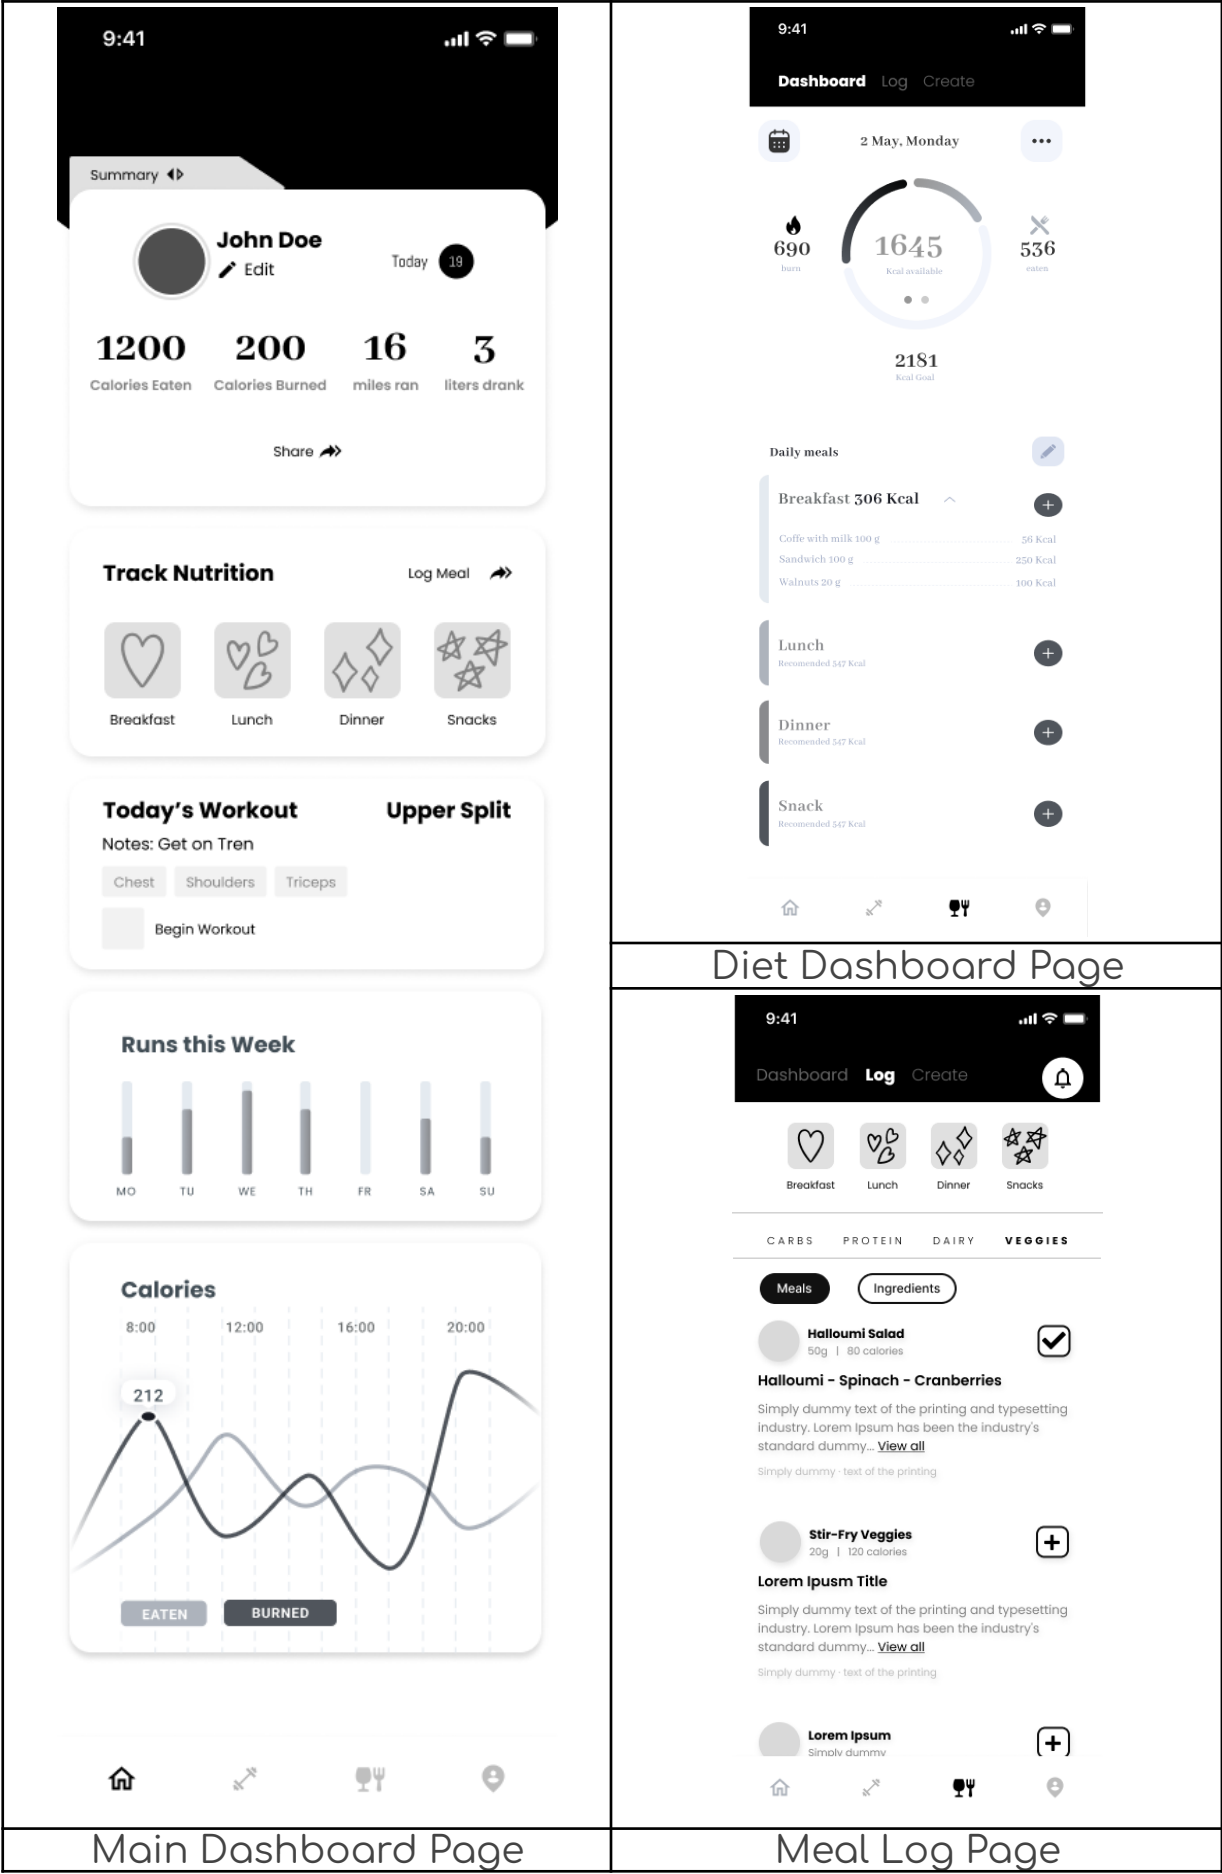 9:41
Summary
John Doe
Edit
Today 19
1200 200 16 3
Calories Eaten Calories Burned miles ran liters drank
Share
Track Nutrition Log Meal
Breakfast Lunch Dinner Snacks
Today's Workout Upper Split
Notes: Get on Tren
Chest Shoulders Triceps
Begin Workout
Runs this Week
MO TU WE TH FR SA SU
Calories
8:00 12:00 16:00 20:00
212
EATEN BURNED
Main Dashboard Page
9:41
Dashboard Log Create
2 May, Monday
690 1645 536
burn Kcal available eaten
2181
Kcal Goal
Daily meals
Breakfast 306 Kcal
Coffe with milk 100 g 56 Kcal
Sandwich 100 g 250 Kcal
Walnuts 20 g 100 Kcal
Lunch
Recomended 547 Kcal
Dinner
Recomended 547 Kcal
Snack
Recomended 547 Kcal
Diet Dashboard Page
9:41
Dashboard Log Create
Breakfast Lunch Dinner Snacks
CARBS PROTEIN DAIRY VEGGIES
Meals Ingredients
Halloumi Salad
50g | 80 calories
Halloumi - Spinach - Cranberries
Simply dummy text of the printing and typesetting
industry. Lorem Ipsum has been the industry's
standard dummy... View all
Simply dummy · text of the printing
Stir-Fry Veggies
20g | 120 calories
Lorem Ipusm Title
Simply dummy text of the printing and typesetting
industry. Lorem Ipsum has been the industry's
standard dummy... View all
Simply dummy · text of the printing
Lorem Ipsum
Simply dummy
Meal Log Page